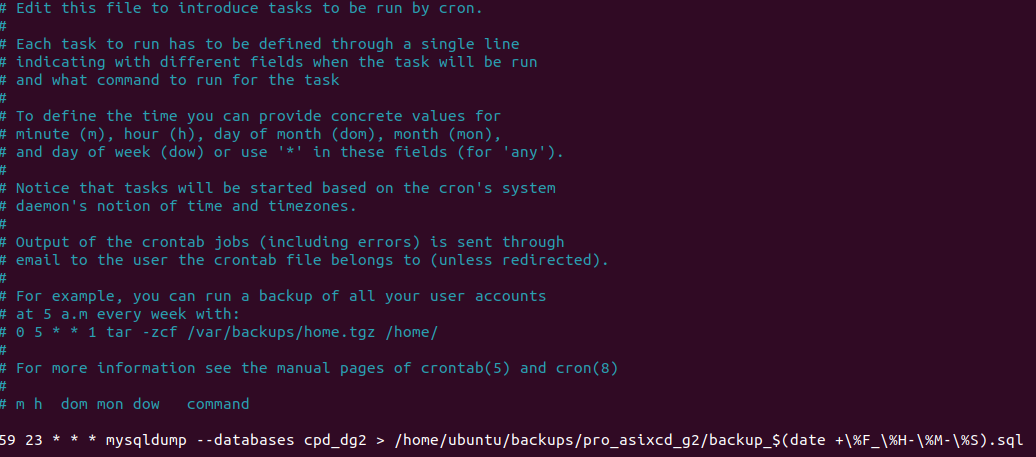 # Edit this file to introduce tasks to be run by cron.
#
# Each task to run has to be defined through a single line
# indicating with different fields when the task will be run
# and what command to run for the task
#
# To define the time you can provide concrete values for
# minute (m), hour (h), day of month (dom), month (mon),
# and day of week (dow) or use '*' in these fields (for 'any').
#
# Notice that tasks will be started based on the cron's system
# daemon's notion of time and timezones.
#
# Output of the crontab jobs (including errors) is sent through
# email to the user the crontab file belongs to (unless redirected).
#
# For example, you can run a backup of all your user accounts
# at 5 a.m every week with:
# 0 5 * * 1 tar -zcf /var/backups/home.tgz /home/
#
# For more information see the manual pages of crontab(5) and cron(8)
#
# m h  dom mon dow   command
59 23 * * * mysqldump --databases cpd_dg2 > /home/ubuntu/backups/pro_asixcd_g2/backup_$(date +\%F_\%H-\%M-\%S).sql